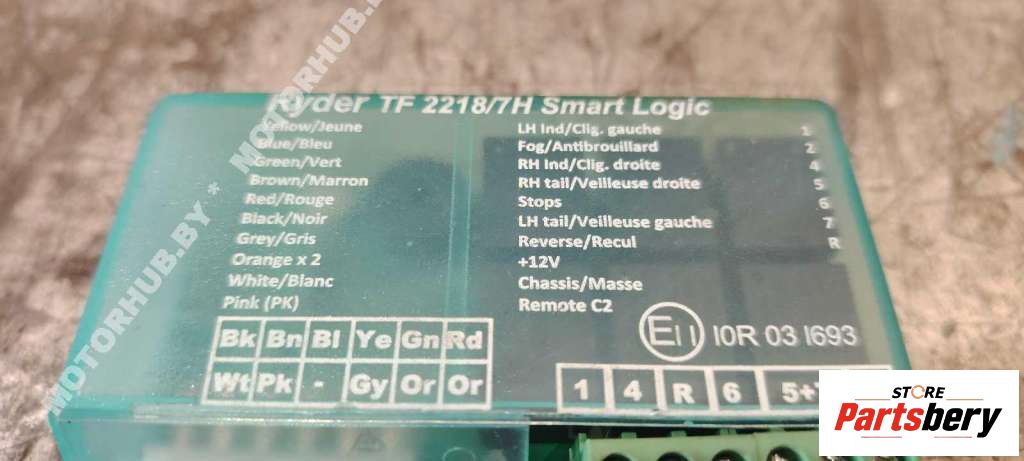 Ryder TF 2218/7H Smart Logic
Yellow/Jeune LH Ind/Clig. gauche 1
Blue/Bleu Fog/Antibrouillard 2
Green/Vert RH Ind/Clig. droite 4
Brown/Marron RH tail/Veilleuse droite 5
Red/Rouge Stops 6
Black/Noir LH tail/Veilleuse gauche 7
Grey/Gris Reverse/Recul R
Orange x 2 +12V
White/Blanc Chassis/Masse
Pink (PK) Remote C2
Bk Bn Bl Ye Gn Rd
Wt Pk - Gy Or Or
E11 I0R 03 I693
1 4 R 6 5+
MOTORHUB.BY * MOTORHUB.BY
STORE
Partsbery